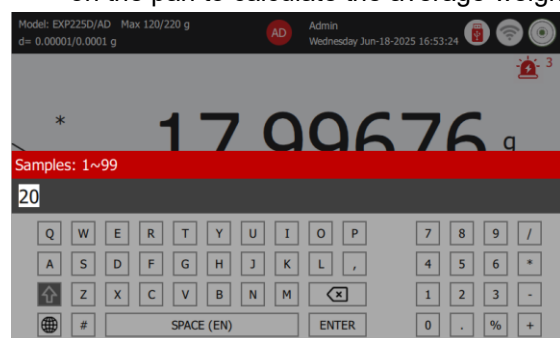 on the pan to calculate the average weigh
Model: EXP225D/AD Max 120/220 g
d= 0.00001/0.0001 g
AD
Admin
Wednesday Jun-18-2025 16:53:24
3
*
17.99676 g
Samples: 1~99
20
Q W E R T Y U I O P 7 8 9 /
A S D F G H J K L , 4 5 6 *
Z X C V B N M 1 2 3 -
# SPACE (EN) ENTER 0 . % +